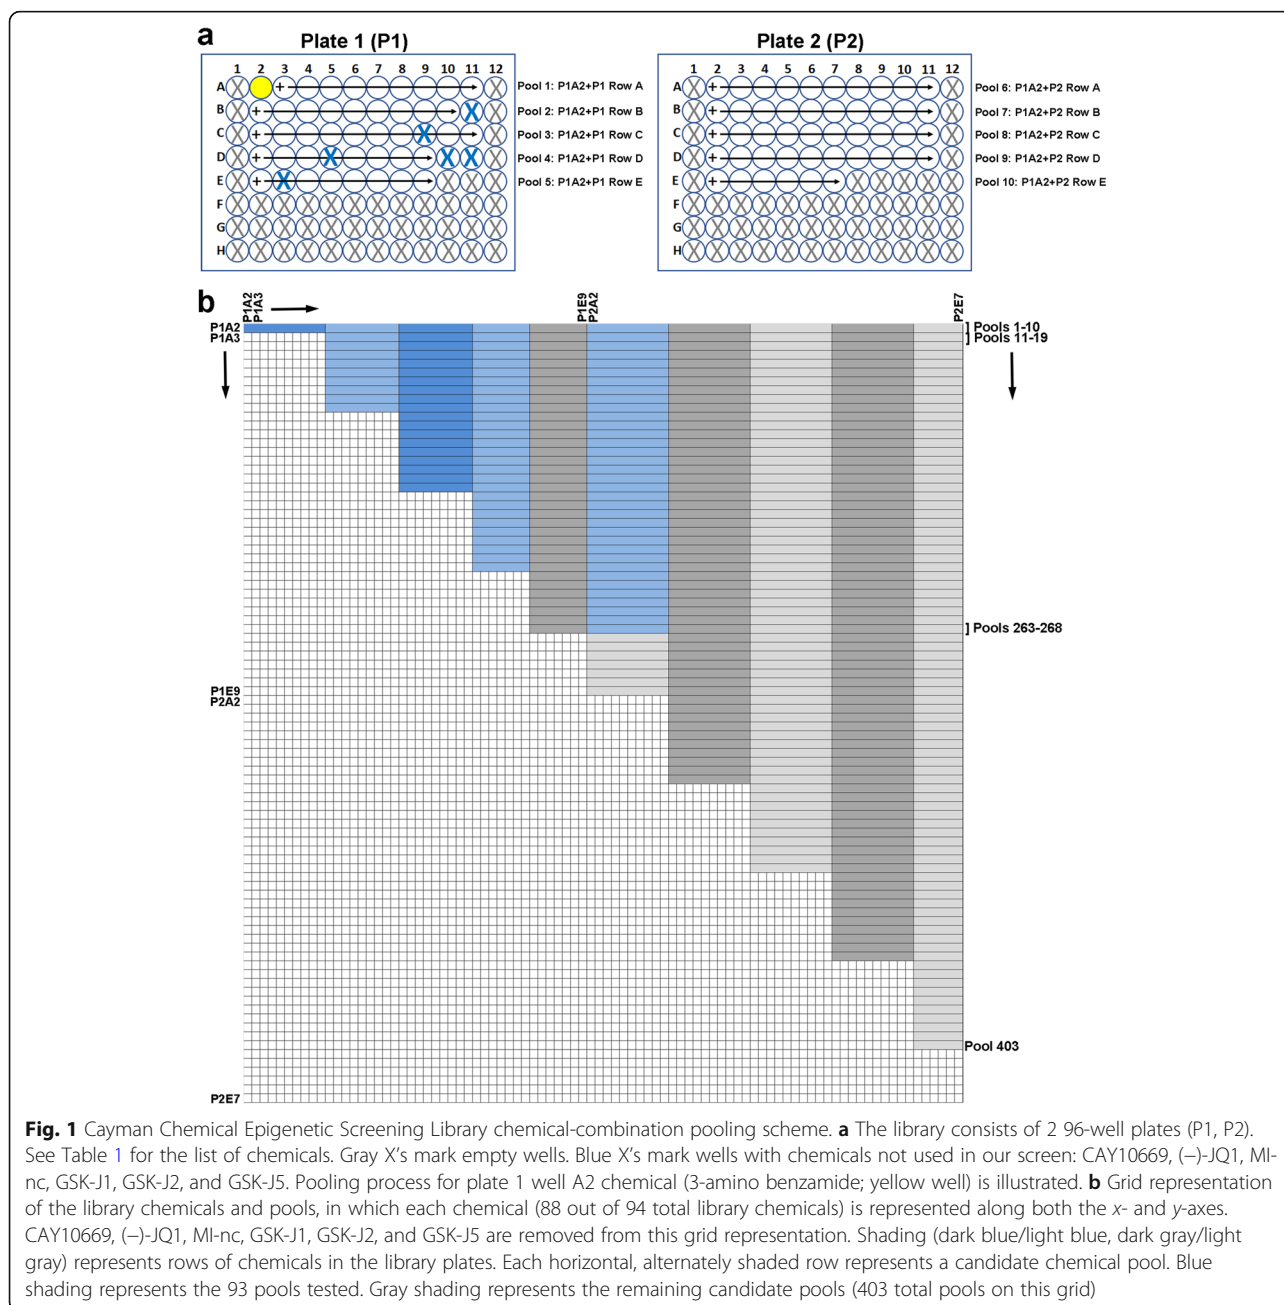 a
Plate 1 (P1)
Plate 2 (P2)
1 2 3 4 5 6 7 8 9 10 11 12
A + X Pool 1: P1A2+P1 Row A
B + X Pool 2: P1A2+P1 Row B
C + X Pool 3: P1A2+P1 Row C
D + X X X Pool 4: P1A2+P1 Row D
E + X Pool 5: P1A2+P1 Row E
F
G
H
1 2 3 4 5 6 7 8 9 10 11 12
A + Pool 6: P1A2+P2 Row A
B + Pool 7: P1A2+P2 Row B
C + Pool 8: P1A2+P2 Row C
D + Pool 9: P1A2+P2 Row D
E + Pool 10: P1A2+P2 Row E
F
G
H
b
P1A2
P1A3
P1E9
P2A2
P2E7
P1A2
P1A3
P1E9
P2A2
P2E7
] Pools 1-10
] Pools 11-19
] Pools 263-268
Pool 403
Fig. 1 Cayman Chemical Epigenetic Screening Library chemical-combination pooling scheme. a The library consists of 2 96-well plates (P1, P2).
See Table 1 for the list of chemicals. Gray X's mark empty wells. Blue X's mark wells with chemicals not used in our screen: CAY10669, (−)-JQ1, MI-
nc, GSK-J1, GSK-J2, and GSK-J5. Pooling process for plate 1 well A2 chemical (3-amino benzamide; yellow well) is illustrated. b Grid representation
of the library chemicals and pools, in which each chemical (88 out of 94 total library chemicals) is represented along both the x- and y-axes.
CAY10669, (−)-JQ1, MI-nc, GSK-J1, GSK-J2, and GSK-J5 are removed from this grid representation. Shading (dark blue/light blue, dark gray/light
gray) represents rows of chemicals in the library plates. Each horizontal, alternately shaded row represents a candidate chemical pool. Blue
shading represents the 93 pools tested. Gray shading represents the remaining candidate pools (403 total pools on this grid)